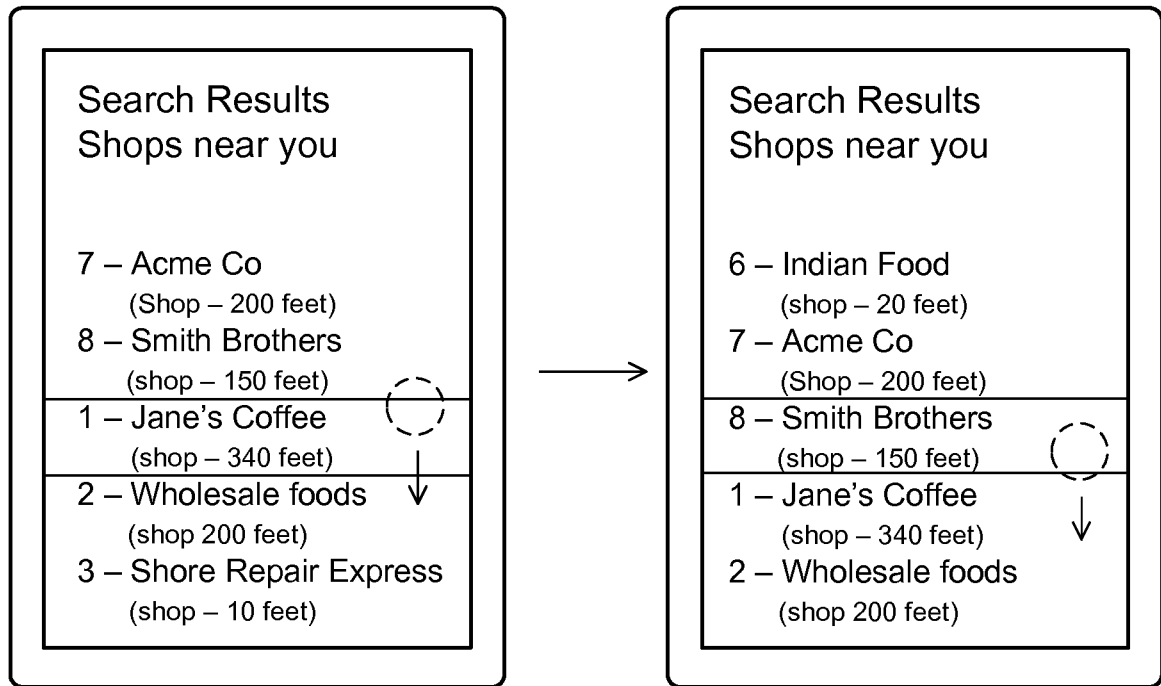 Search Results
Shops near you
7 – Acme Co
(Shop – 200 feet)
8 – Smith Brothers
(shop – 150 feet)
1 – Jane's Coffee
(shop – 340 feet)
2 – Wholesale foods
(shop 200 feet)
3 – Shore Repair Express
(shop – 10 feet)
Search Results
Shops near you
6 – Indian Food
(shop – 20 feet)
7 – Acme Co
(Shop – 200 feet)
8 – Smith Brothers
(shop – 150 feet)
1 – Jane's Coffee
(shop – 340 feet)
2 – Wholesale foods
(shop 200 feet)